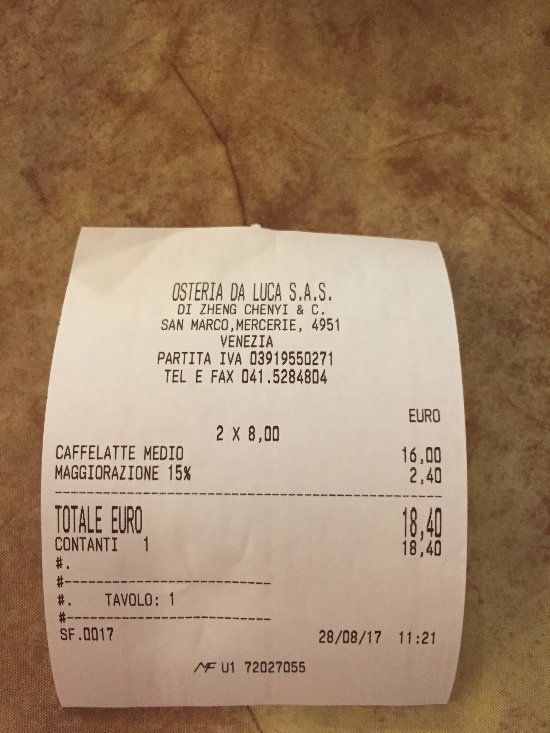 OSTERIA DA LUCA S.A.S.
DI ZHENG CHENYI & C.
SAN MARCO,MERCERIE, 4951
VENEZIA
PARTITA IVA 03919550271
TEL E FAX 041.5284804
EURO
2 X 8,00
CAFFELATTE MEDIO 16,00
MAGGIORAZIONE 15% 2,40
TOTALE EURO 18,40
CONTANTI 1 18,40
#.
#------------------------------
#. TAVOLO: 1
#------------------------------
SF.0017 28/08/17 11:21
MF U1 72027055